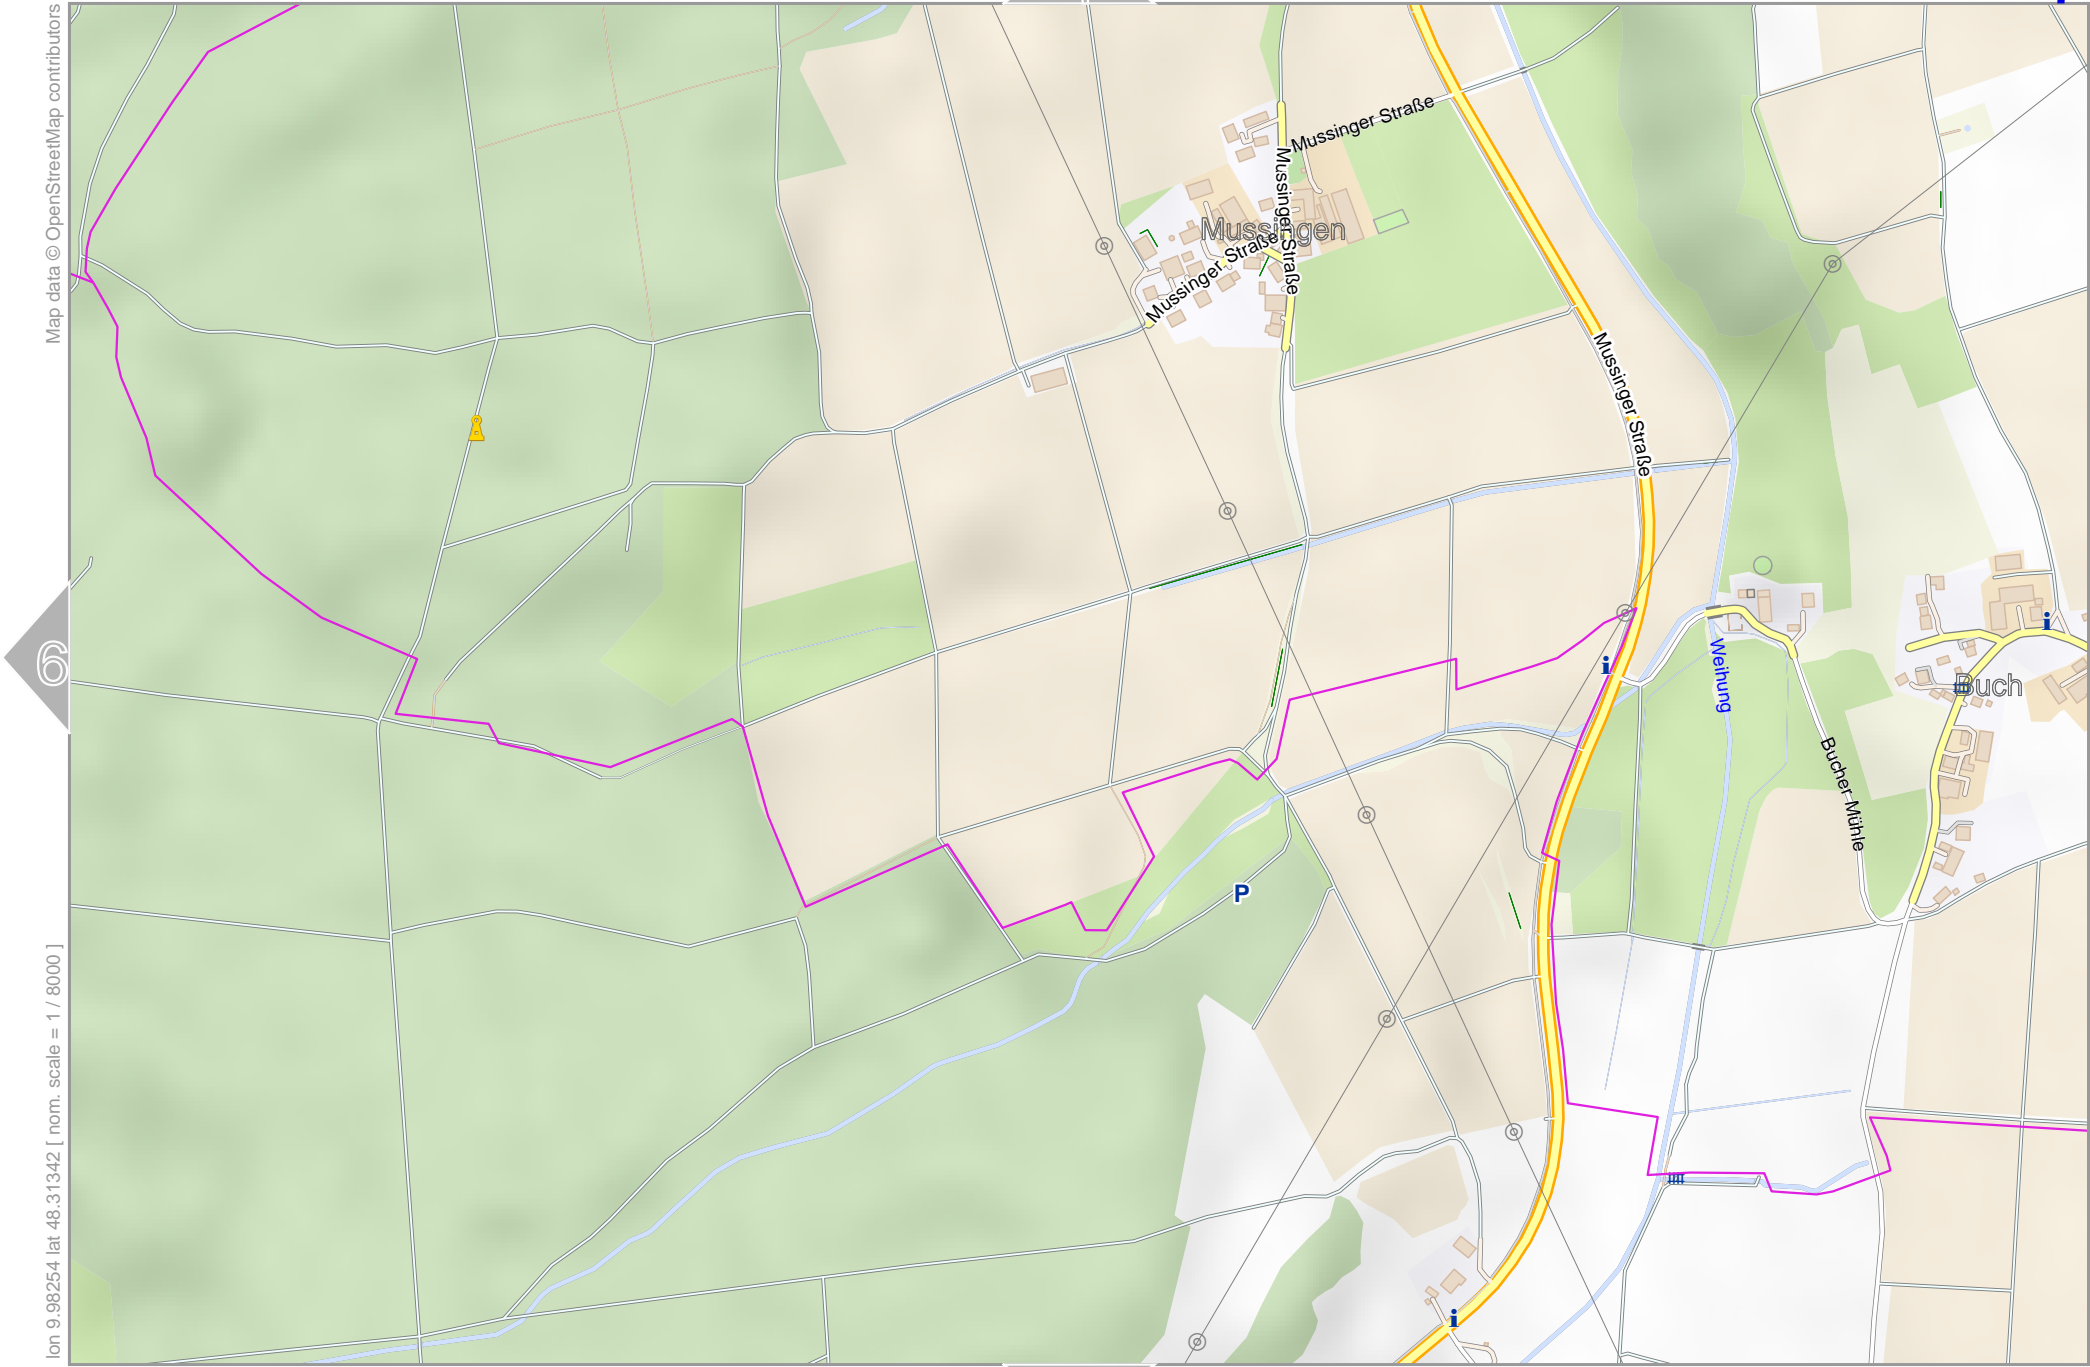 Map data © OpenStreetMap contributors
Mussinger Straße
Mussinger Straße
Mussingen
Mussinger Straße
Mussinger Straße
6
i
i
Weihung
Buch
Bucher Mühle
P
lon 9.98254 lat 48.31342 [ nom. scale = 1 / 8000 ]
i